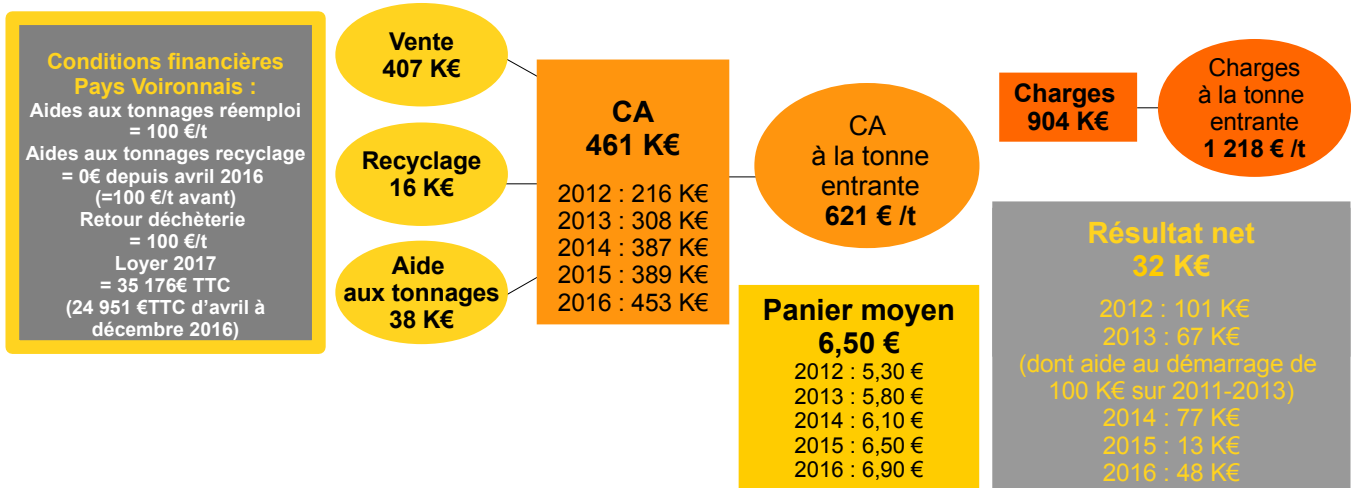 Conditions financières
Pays Voironnais :
Aides aux tonnages réemploi
= 100 €/t
Aides aux tonnages recyclage
= 0€ depuis avril 2016
(=100 €/t avant)
Retour déchèterie
= 100 €/t
Loyer 2017
= 35 176€ TTC
(24 951 €TTC d'avril à
décembre 2016)
Vente
407 K€
Recyclage
16 K€
Aide
aux tonnages
38 K€
CA
461 K€
2012 : 216 K€
2013 : 308 K€
2014 : 387 K€
2015 : 389 K€
2016 : 453 K€
CA
à la tonne
entrante
621 € /t
Panier moyen
6,50 €
2012 : 5,30 €
2013 : 5,80 €
2014 : 6,10 €
2015 : 6,50 €
2016 : 6,90 €
Charges
904 K€
Charges
à la tonne
entrante
1 218 € /t
Résultat net
32 K€
2012 : 101 K€
2013 : 67 K€
(dont aide au démarrage de
100 K€ sur 2011-2013)
2014 : 77 K€
2015 : 13 K€
2016 : 48 K€